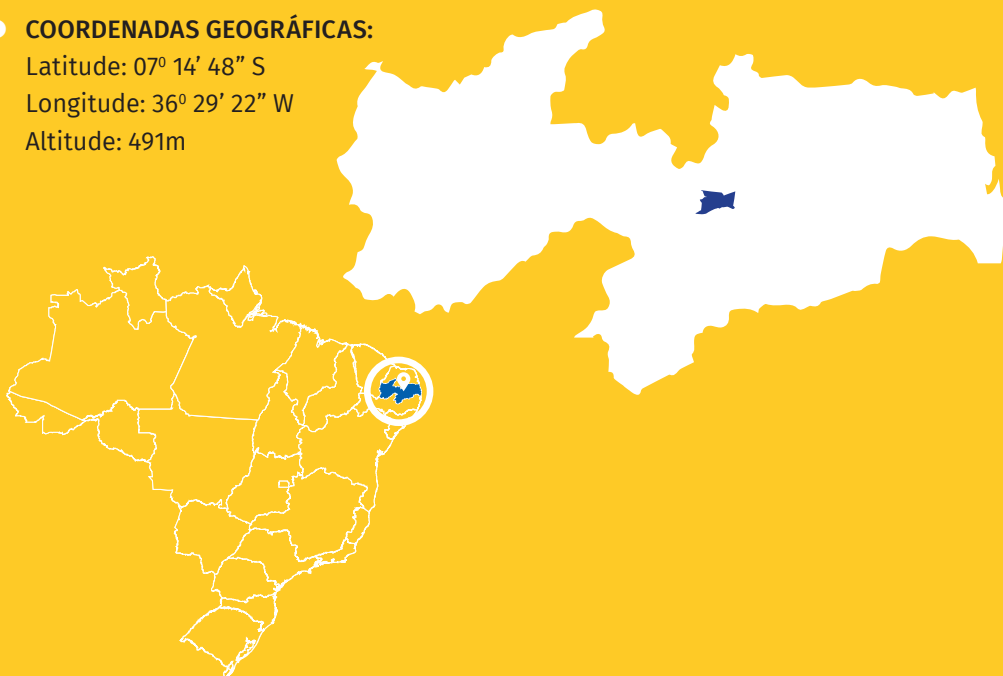 COORDENADAS GEOGRÁFICAS:
Latitude: 07⁰ 14’ 48” S
Longitude: 36⁰ 29’ 22” W
Altitude: 491m